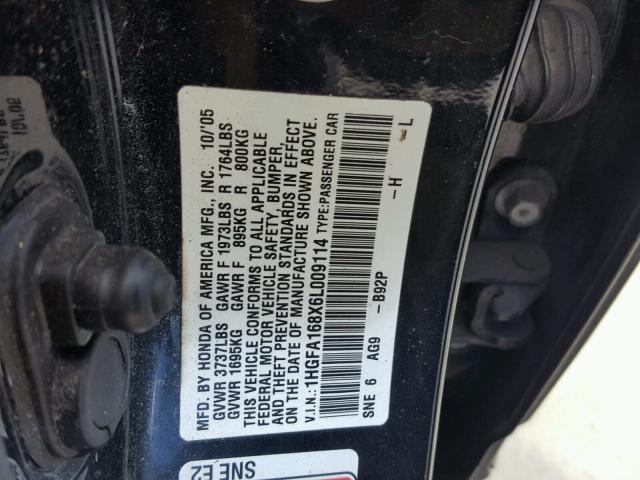 MFD. BY HONDA OF AMERICA MFG., INC. 10/'05
GVWR 3737LBS GAWR F 1973LBS R 1764LBS
GVWR 1695KG GAWR F 895KG R 800KG
THIS VEHICLE CONFORMS TO ALL APPLICABLE
FEDERAL MOTOR VEHICLE SAFETY, BUMPER,
AND THEFT PREVENTION STANDARDS IN EFFECT
ON THE DATE OF MANUFACTURE SHOWN ABOVE.
V.I.N.: 1HGFA168X6L009114 TYPE:PASSENGER CAR
SNE 6 AG9 -B92P -H -L
SNE E2